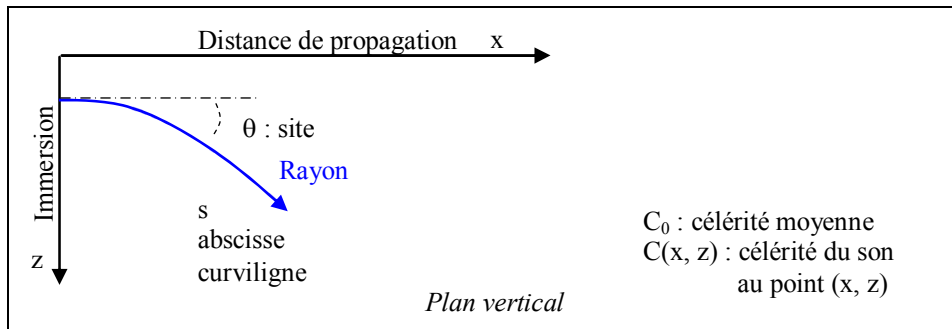 Distance de propagation x
Immersion
θ : site
Rayon
s
abscisse
curviligne
z
C₀ : célérité moyenne
C(x, z) : célérité du son
au point (x, z)
Plan vertical